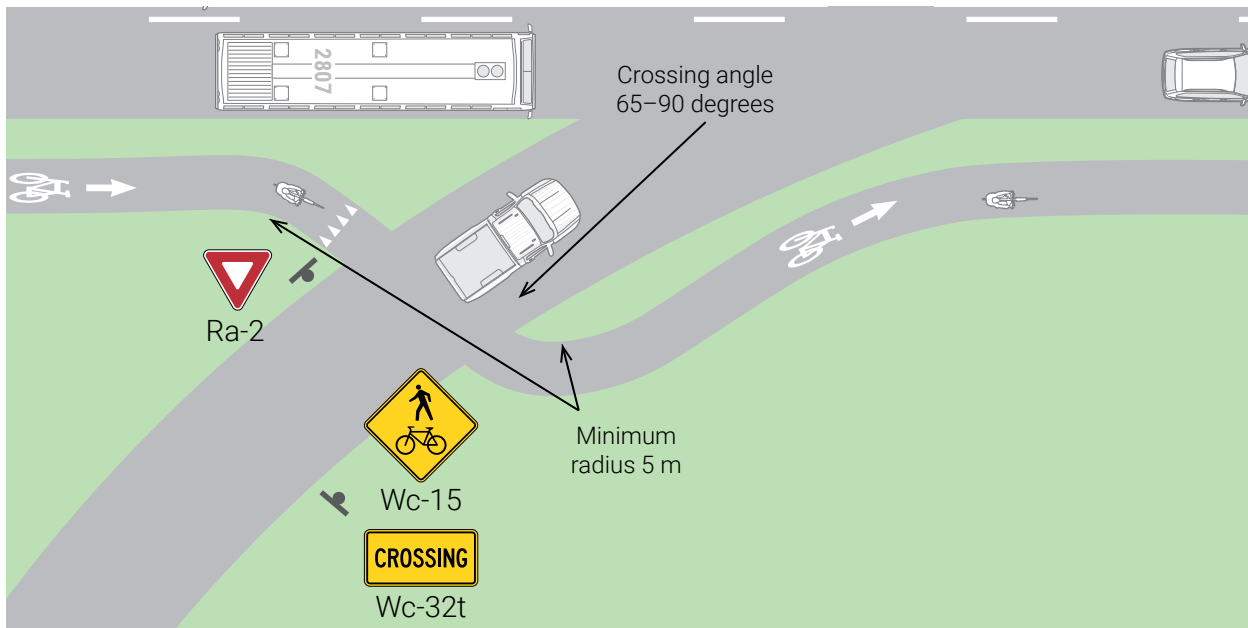 2807
Crossing angle
65–90 degrees
Ra-2
Minimum
radius 5 m
Wc-15
CROSSING
Wc-32t